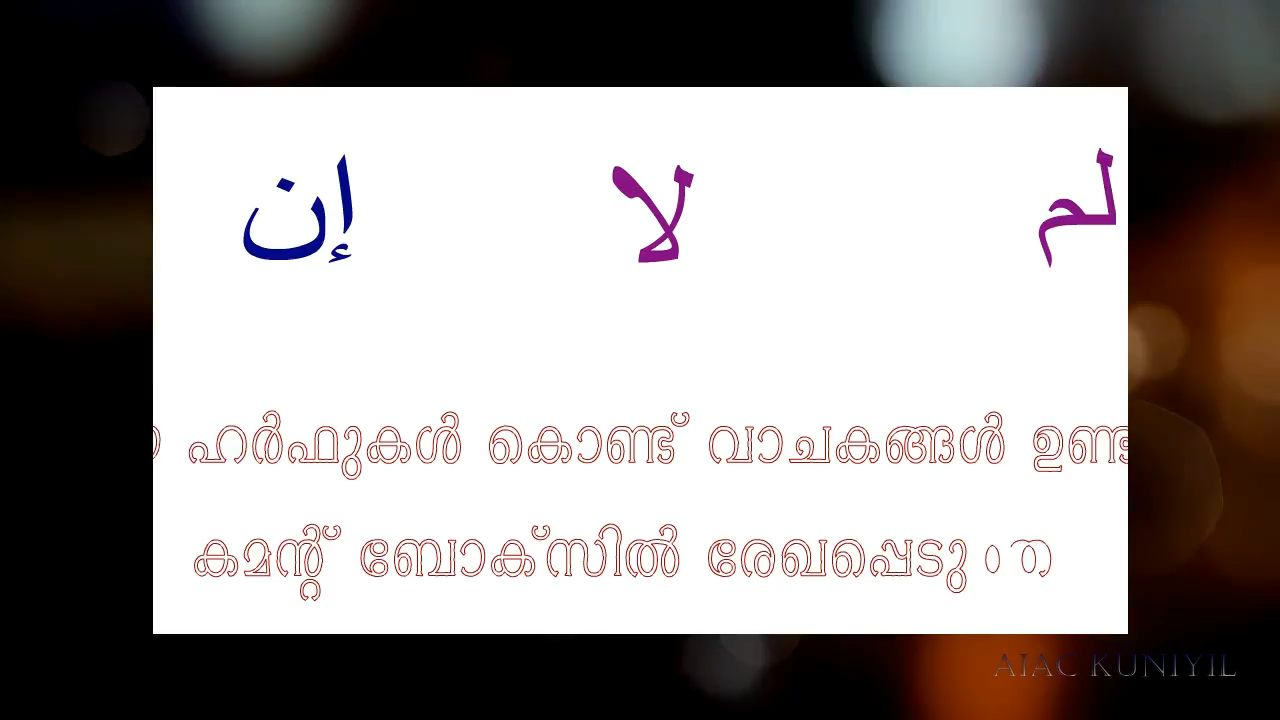 إن لا لم
ഹർഫുകൾ കൊണ്ട് വാചകങ്ങൾ
കമന്റ് ബോക്സിൽ
AIAC KUNIYIL